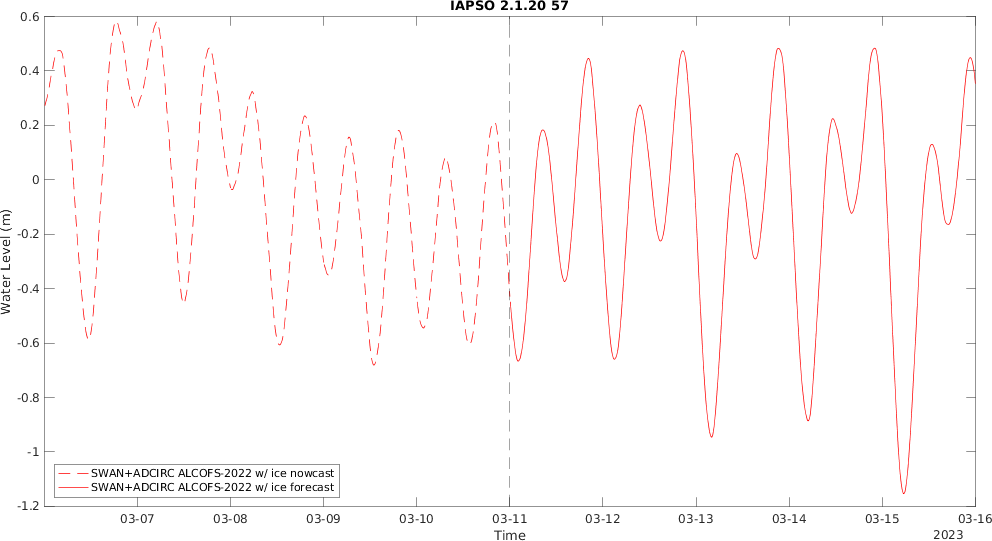 IAPSO 2.1.20 57
0.6
0.4
0.2
0
-0.2
-0.4
-0.6
-0.8
-1
-1.2
Water Level (m)
SWAN+ADCIRC ALCOFS-2022 w/ ice nowcast
SWAN+ADCIRC ALCOFS-2022 w/ ice forecast
03-07 03-08 03-09 03-10 03-11 03-12 03-13 03-14 03-15 03-16
Time
2023